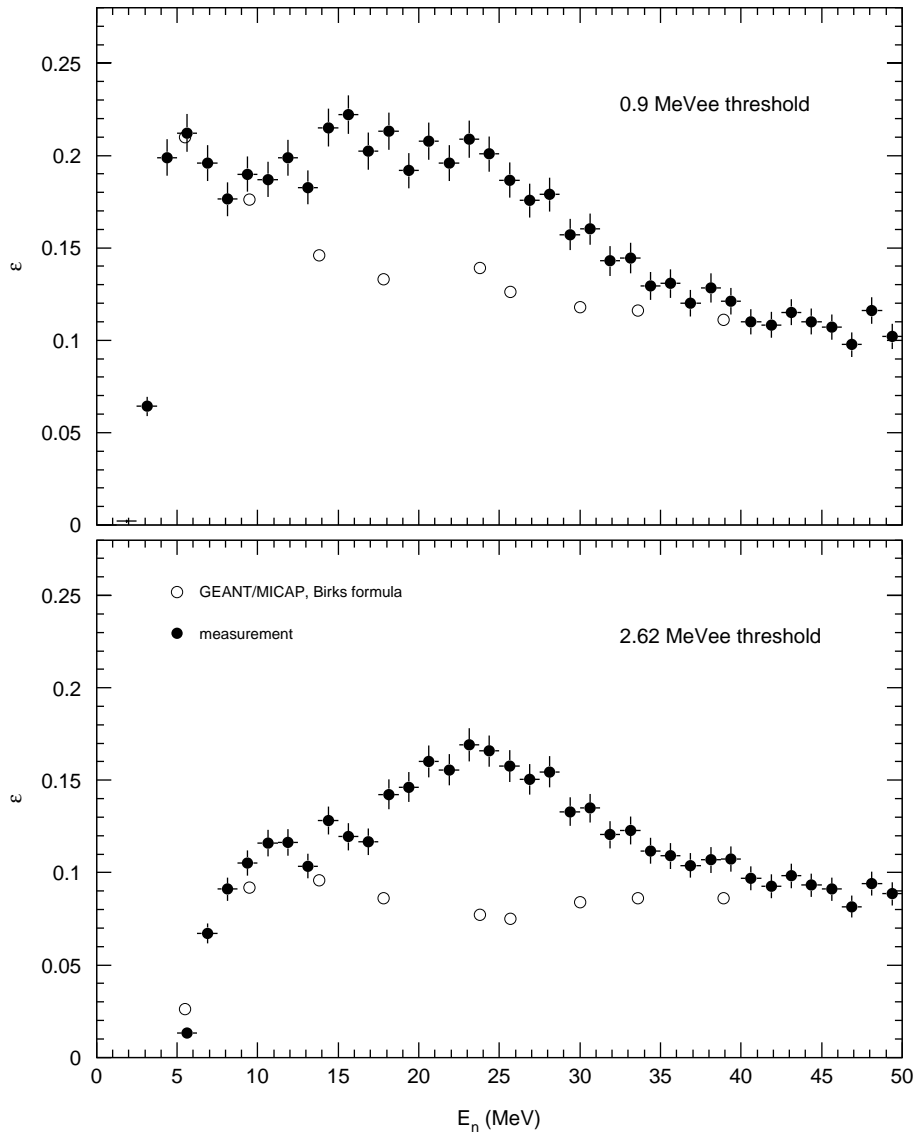 0.25
0.2
0.15
0.1
0.05
0
ε
0.9 MeVee threshold
0.25
0.2
0.15
0.1
0.05
0
ε
GEANT/MICAP, Birks formula
measurement
2.62 MeVee threshold
0 5 10 15 20 25 30 35 40 45 50
E_n (MeV)